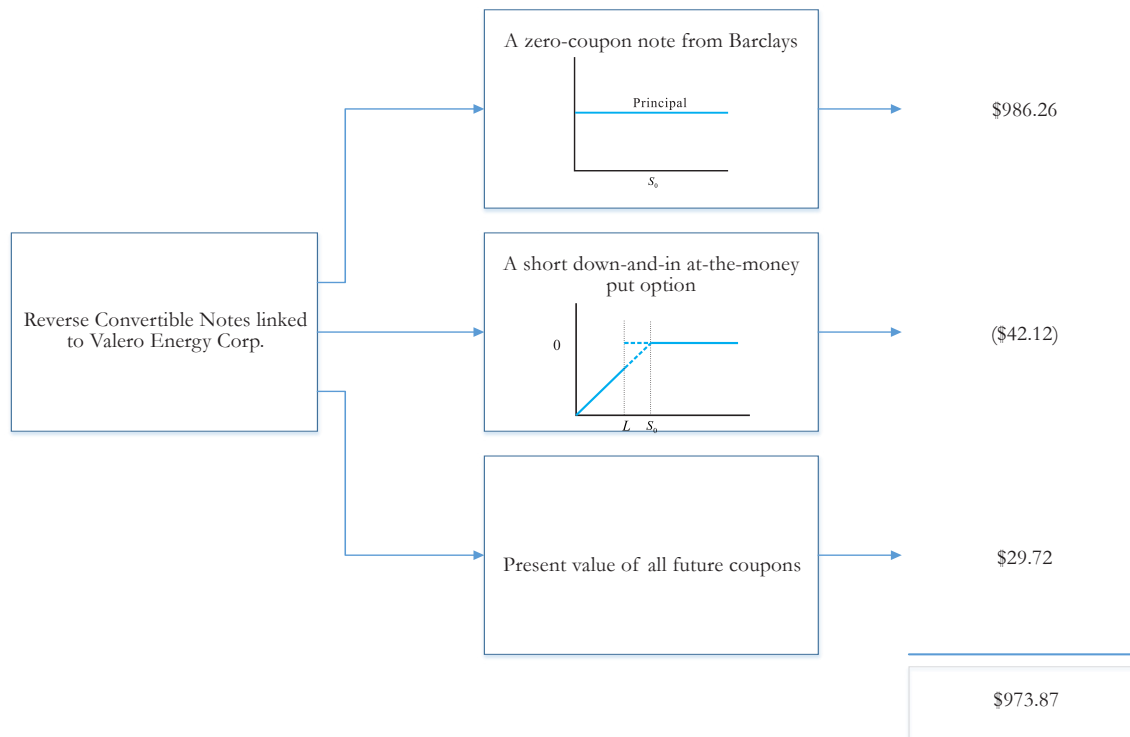 A zero-coupon note from Barclays
Principal
S₀
$986.26
Reverse Convertible Notes linked
to Valero Energy Corp.
A short down-and-in at-the-money
put option
0
L S₀
($42.12)
Present value of all future coupons
$29.72
$973.87